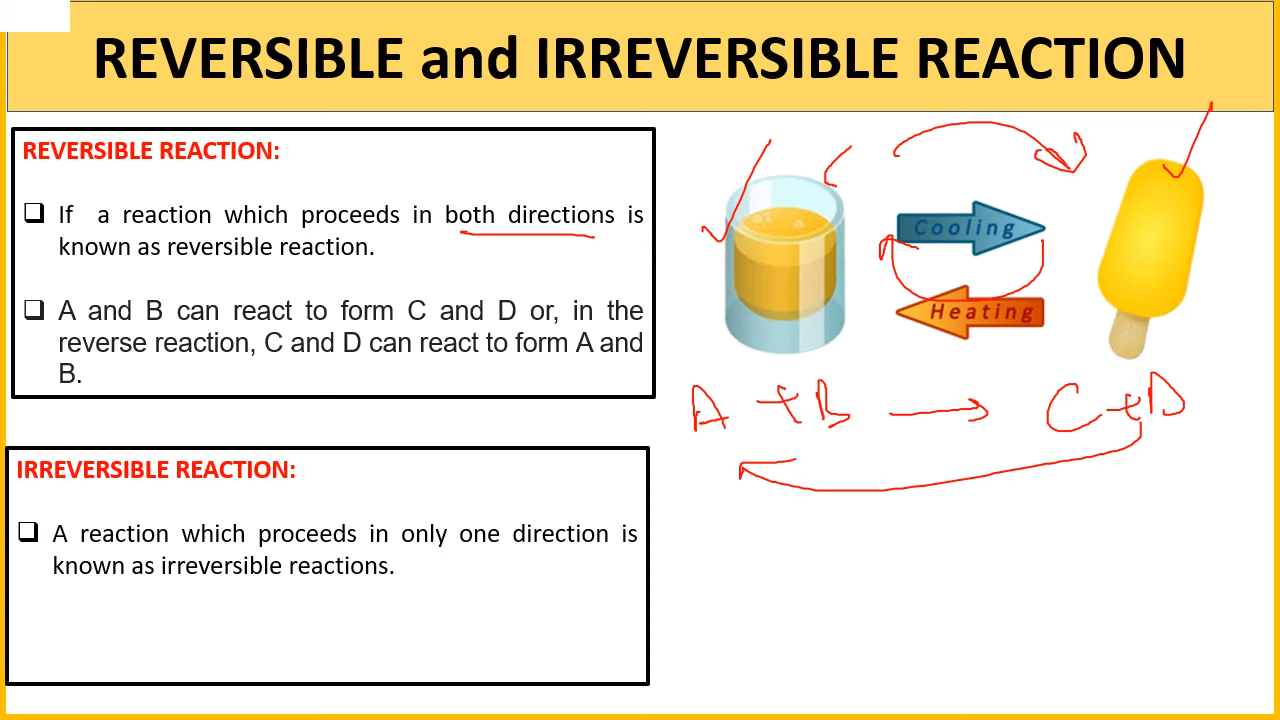 REVERSIBLE and IRREVERSIBLE REACTION
REVERSIBLE REACTION:
If a reaction which proceeds in both directions is
known as reversible reaction.
A and B can react to form C and D or, in the
reverse reaction, C and D can react to form A and
B.
Cooling
Heating
A + B → C + D
IRREVERSIBLE REACTION:
A reaction which proceeds in only one direction is
known as irreversible reactions.